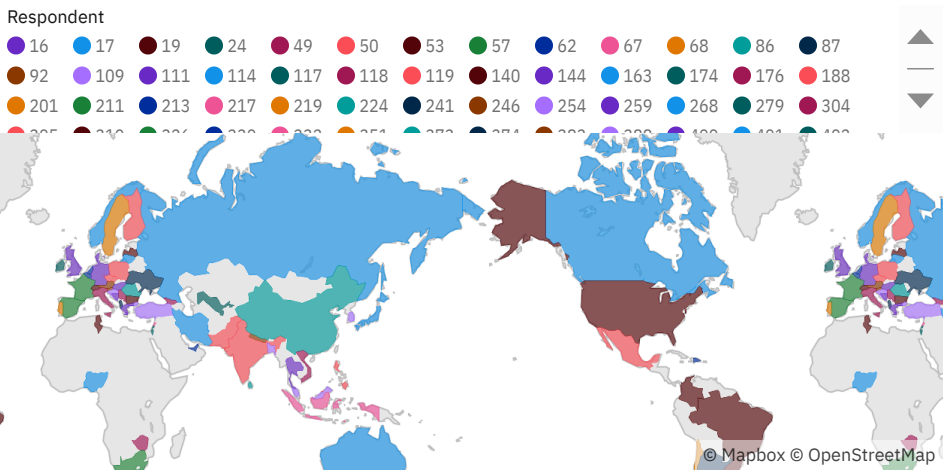 Respondent
16 17 19 24 49 50 53 57 62 67 68 86 87
92 109 111 114 117 118 119 140 144 163 174 176 188
201 211 213 217 219 224 241 246 254 259 268 279 304
© Mapbox © OpenStreetMap